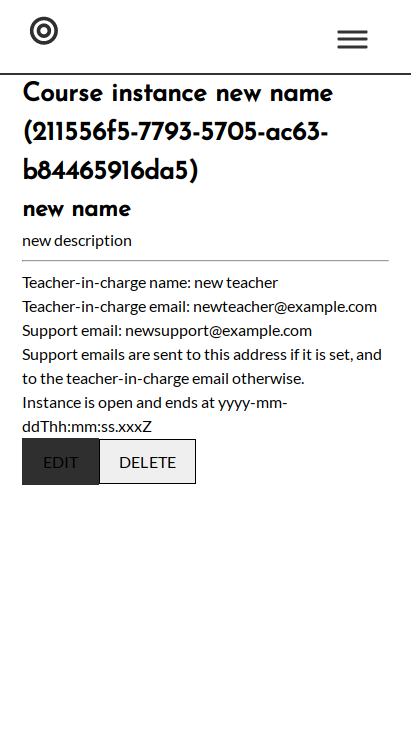 Course instance new name
(211556f5-7793-5705-ac63-
b84465916da5)
new name
new description
Teacher-in-charge name: new teacher
Teacher-in-charge email: newteacher@example.com
Support email: newsupport@example.com
Support emails are sent to this address if it is set, and
to the teacher-in-charge email otherwise.
Instance is open and ends at yyyy-mm-
ddThh:mm:ss.xxxZ
EDIT DELETE